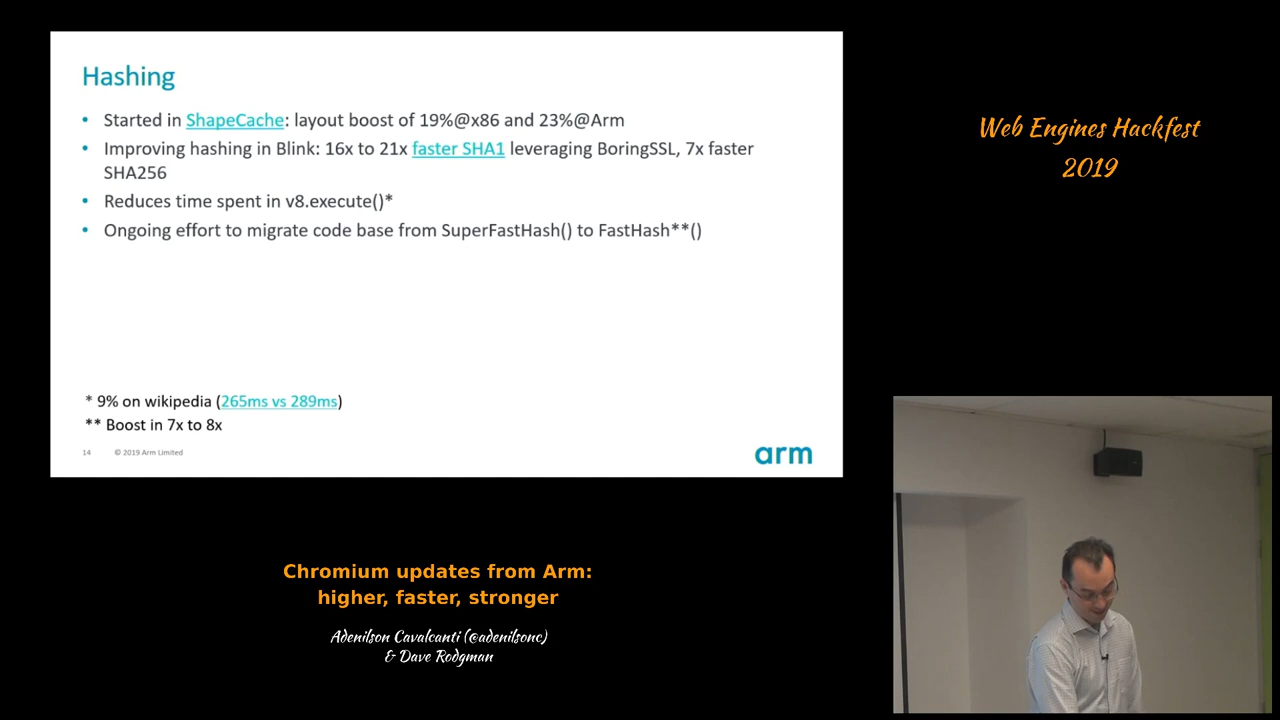 Hashing
• Started in ShapeCache: layout boost of 19%@x86 and 23%@Arm
• Improving hashing in Blink: 16x to 21x faster SHA1 leveraging BoringSSL, 7x faster
SHA256
• Reduces time spent in v8.execute()*
• Ongoing effort to migrate code base from SuperFastHash() to FastHash**()
* 9% on wikipedia (265ms vs 289ms)
** Boost in 7x to 8x
14 © 2019 Arm Limited
arm
Web Engines Hackfest
2019
Chromium updates from Arm:
higher, faster, stronger
Adenilson Cavalcanti (@adenilsonc)
& Dave Rodgman